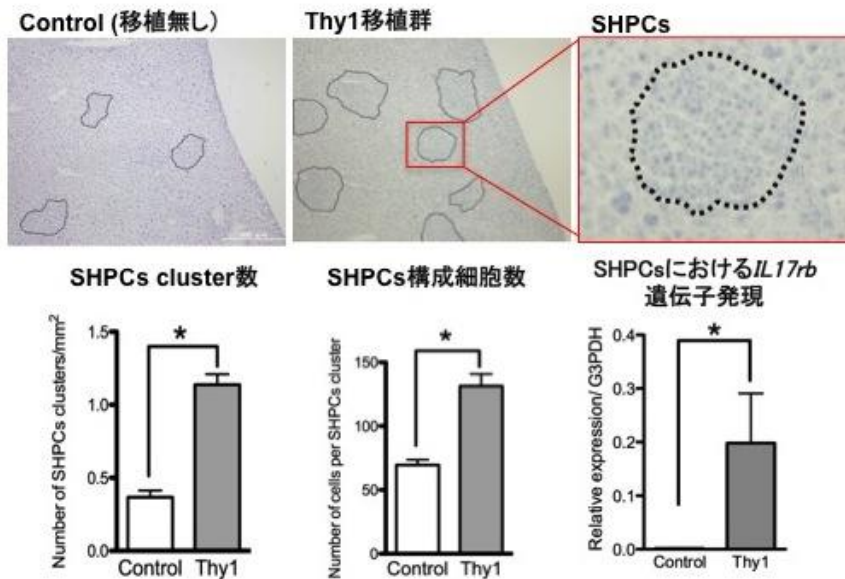 Control (移植無し)
Thy1移植群
SHPCs
SHPCs cluster数
Number of SHPCs clusters/mm²
1.5
1.0
0.5
0.0
*
Control
Thy1
SHPCs構成細胞数
Number of cells per SHPCs cluster
150
100
50
0
*
Control
Thy1
SHPCsにおけるIL17rb
遺伝子発現
Relative expression/ G3PDH
0.4
0.3
0.2
0.1
0.0
*
Control
Thy1